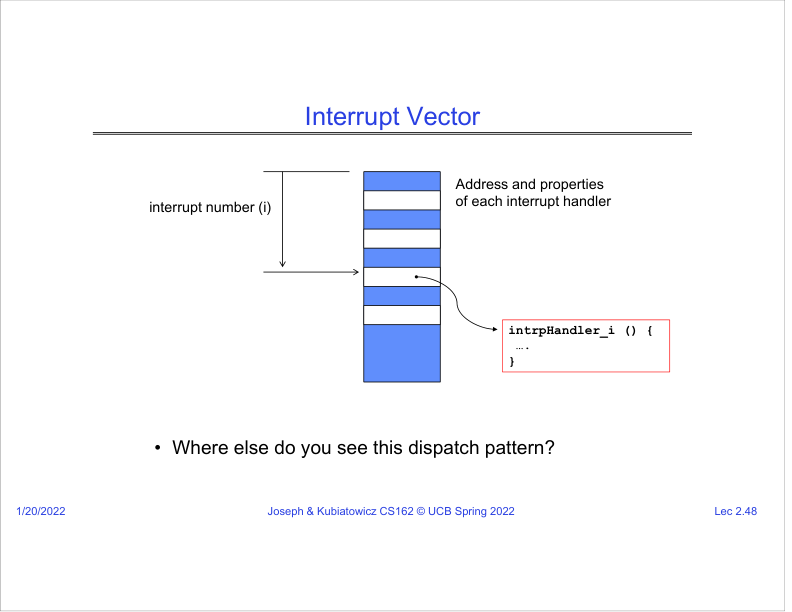 Interrupt Vector
interrupt number (i)
Address and properties
of each interrupt handler
intrpHandler_i () {
….
}
• Where else do you see this dispatch pattern?
1/20/2022
Joseph & Kubiatowicz CS162 © UCB Spring 2022
Lec 2.48